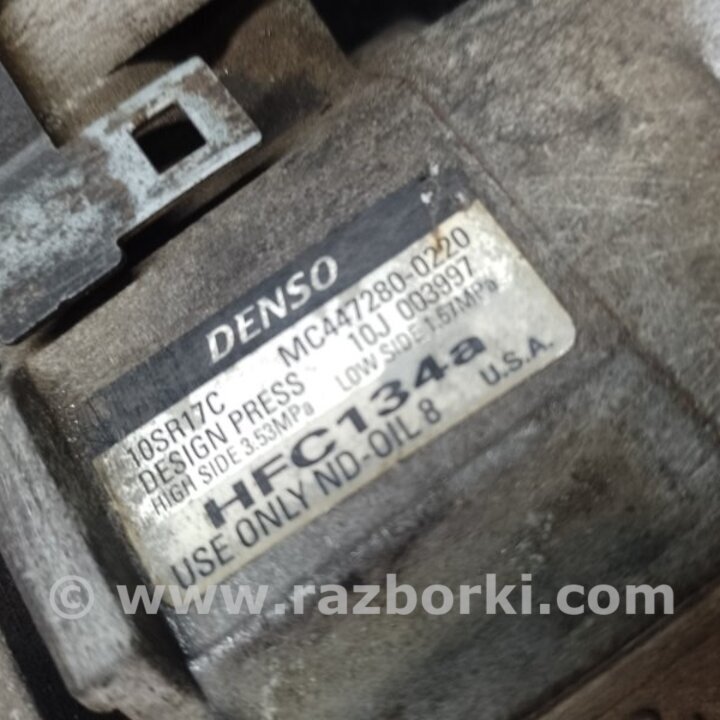 DENSO
10SR17C MC447280-0220
DESIGN PRESS 10J 003997
HIGH SIDE 3.53MPa LOW SIDE 1.57MPa
HFC134a
USE ONLY ND-OIL 8 U.S.A.
© www.razborki.com